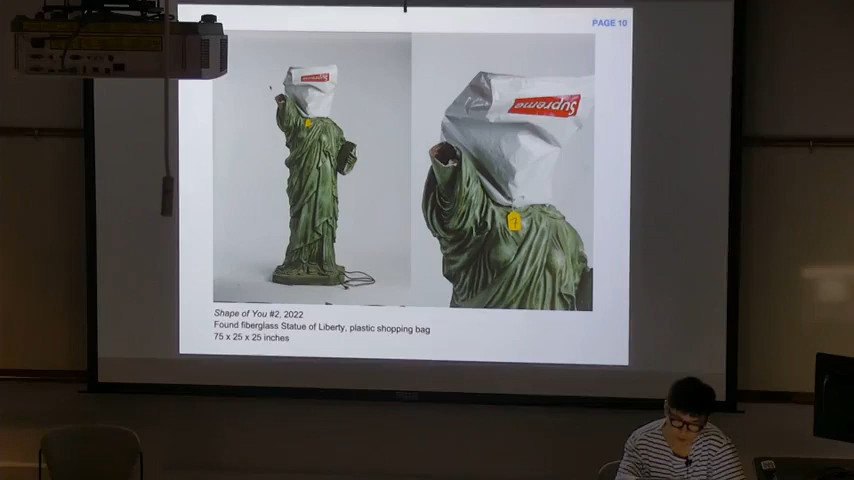 PAGE 10
Supreme
Supreme
7
Shape of You #2, 2022
Found fiberglass Statue of Liberty, plastic shopping bag
75 x 25 x 25 inches